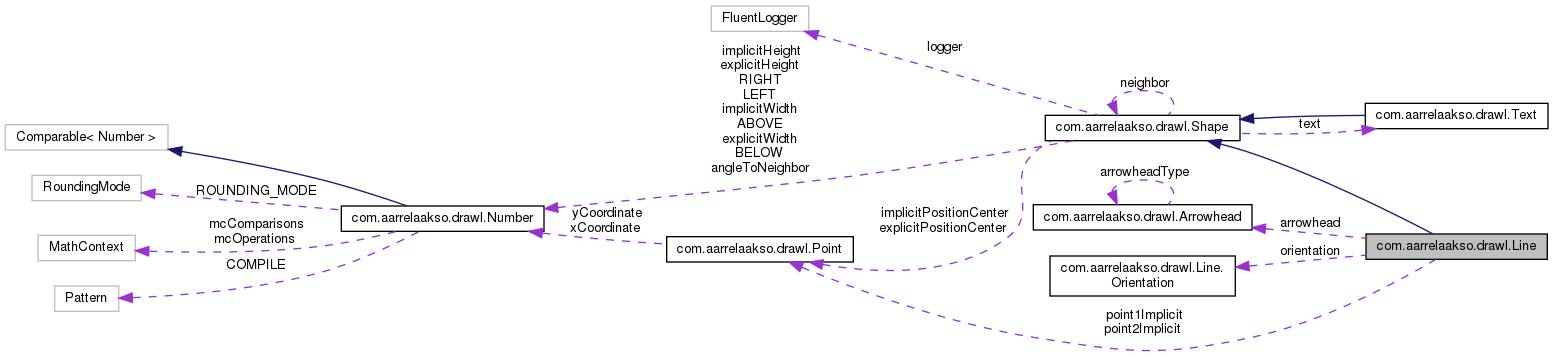 FluentLogger
logger
implicitHeight
explicitHeight
RIGHT
LEFT
implicitWidth
ABOVE
explicitWidth
BELOW
angleToNeighbor
neighbor
com.aarrelaakso.drawl.Shape
text
com.aarrelaakso.drawl.Text
Comparable< Number >
RoundingMode
ROUNDING_MODE
mcComparisons
mcOperations
MathContext
COMPILE
Pattern
com.aarrelaakso.drawl.Number
yCoordinate
xCoordinate
com.aarrelaakso.drawl.Point
implicitPositionCenter
explicitPositionCenter
arrowheadType
com.aarrelaakso.drawl.Arrowhead
arrowhead
com.aarrelaakso.drawl.Line
orientation
com.aarrelaakso.drawl.Line.
Orientation
point1Implicit
point2Implicit